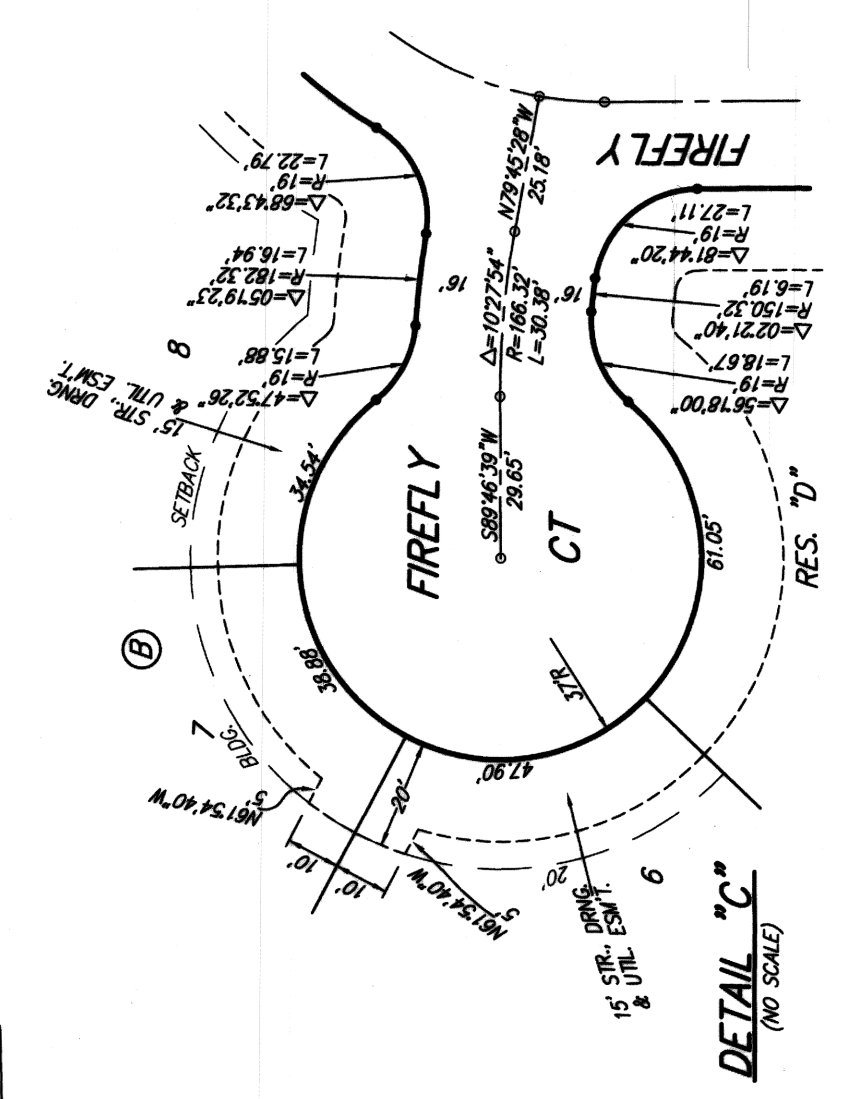 L=22.79'
R=19'
Δ=68°43'32"
L=16.94'
R=182.32'
Δ=05°19'23"
L=15.88'
R=19'
Δ=47°52'26"
8
15' STR., DRNG.
& UTIL. ESM'T.
SETBACK
34.54'
16'
N79°45'28"W
25.18'
Δ=10°27'54"
R=166.32'
L=30.38'
16'
FIREFLY
L=27.11'
R=19'
Δ=81°44'20"
L=6.19'
R=150.32'
Δ=02°21'40"
L=18.67'
R=19'
Δ=56°18'00"
S89°46'39"W
29.65'
FIREFLY
CT
61.05'
RES. "D"
B
38.88'
37'R
7
BLDG.
N61°54'40"W
5'
47.90'
20'
10'
10'
N61°54'40"W
5'
20'
6
15' STR., DRNG.
& UTIL. ESM'T.
DETAIL "C"
(NO SCALE)